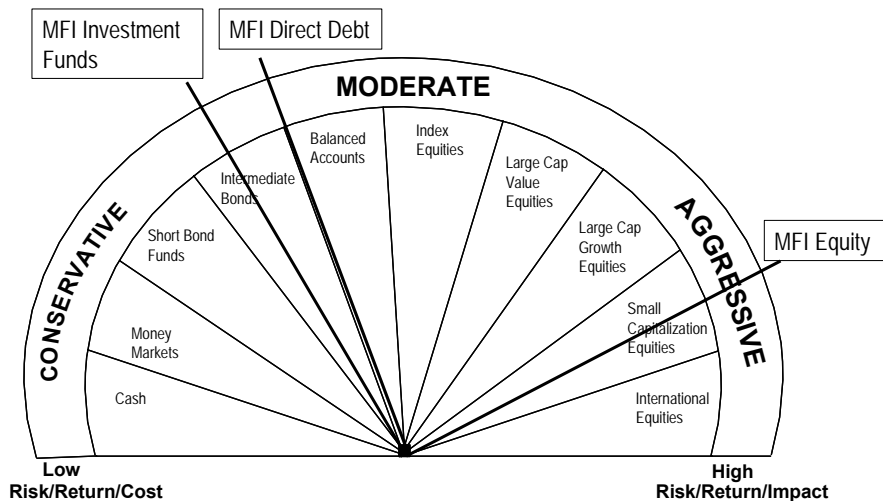 MFI Investment
Funds
MFI Direct Debt
MODERATE
CONSERVATIVE
AGGRESSIVE
Balanced
Accounts
Index
Equities
Intermediate
Bonds
Large Cap
Value
Equities
Short Bond
Funds
Large Cap
Growth
Equities
MFI Equity
Money
Markets
Small
Capitalization
Equities
Cash
International
Equities
Low
Risk/Return/Cost
High
Risk/Return/Impact